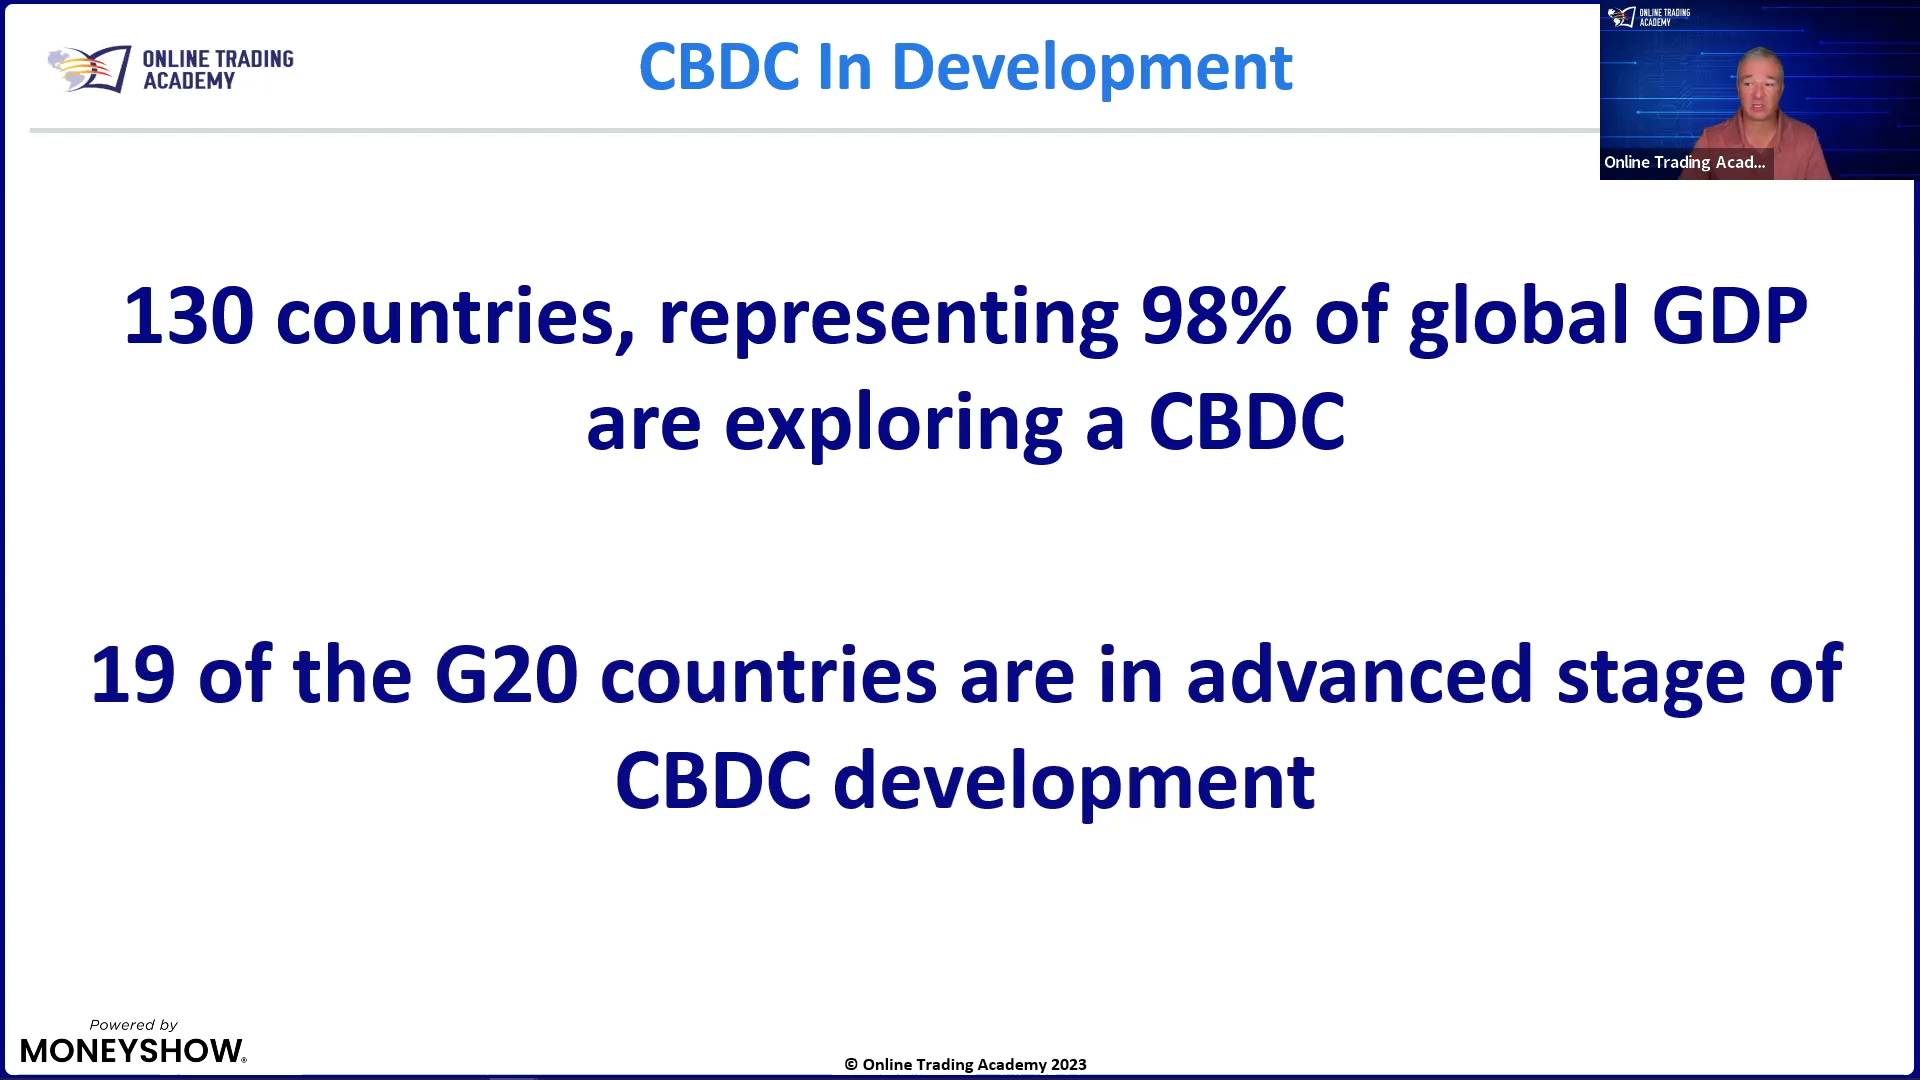 ONLINE TRADING
ACADEMY
CBDC In Development
ONLINE TRADING
ACADEMY
Online Trading Acad...
130 countries, representing 98% of global GDP
are exploring a CBDC
19 of the G20 countries are in advanced stage of
CBDC development
Powered by
MONEYSHOW®
© Online Trading Academy 2023